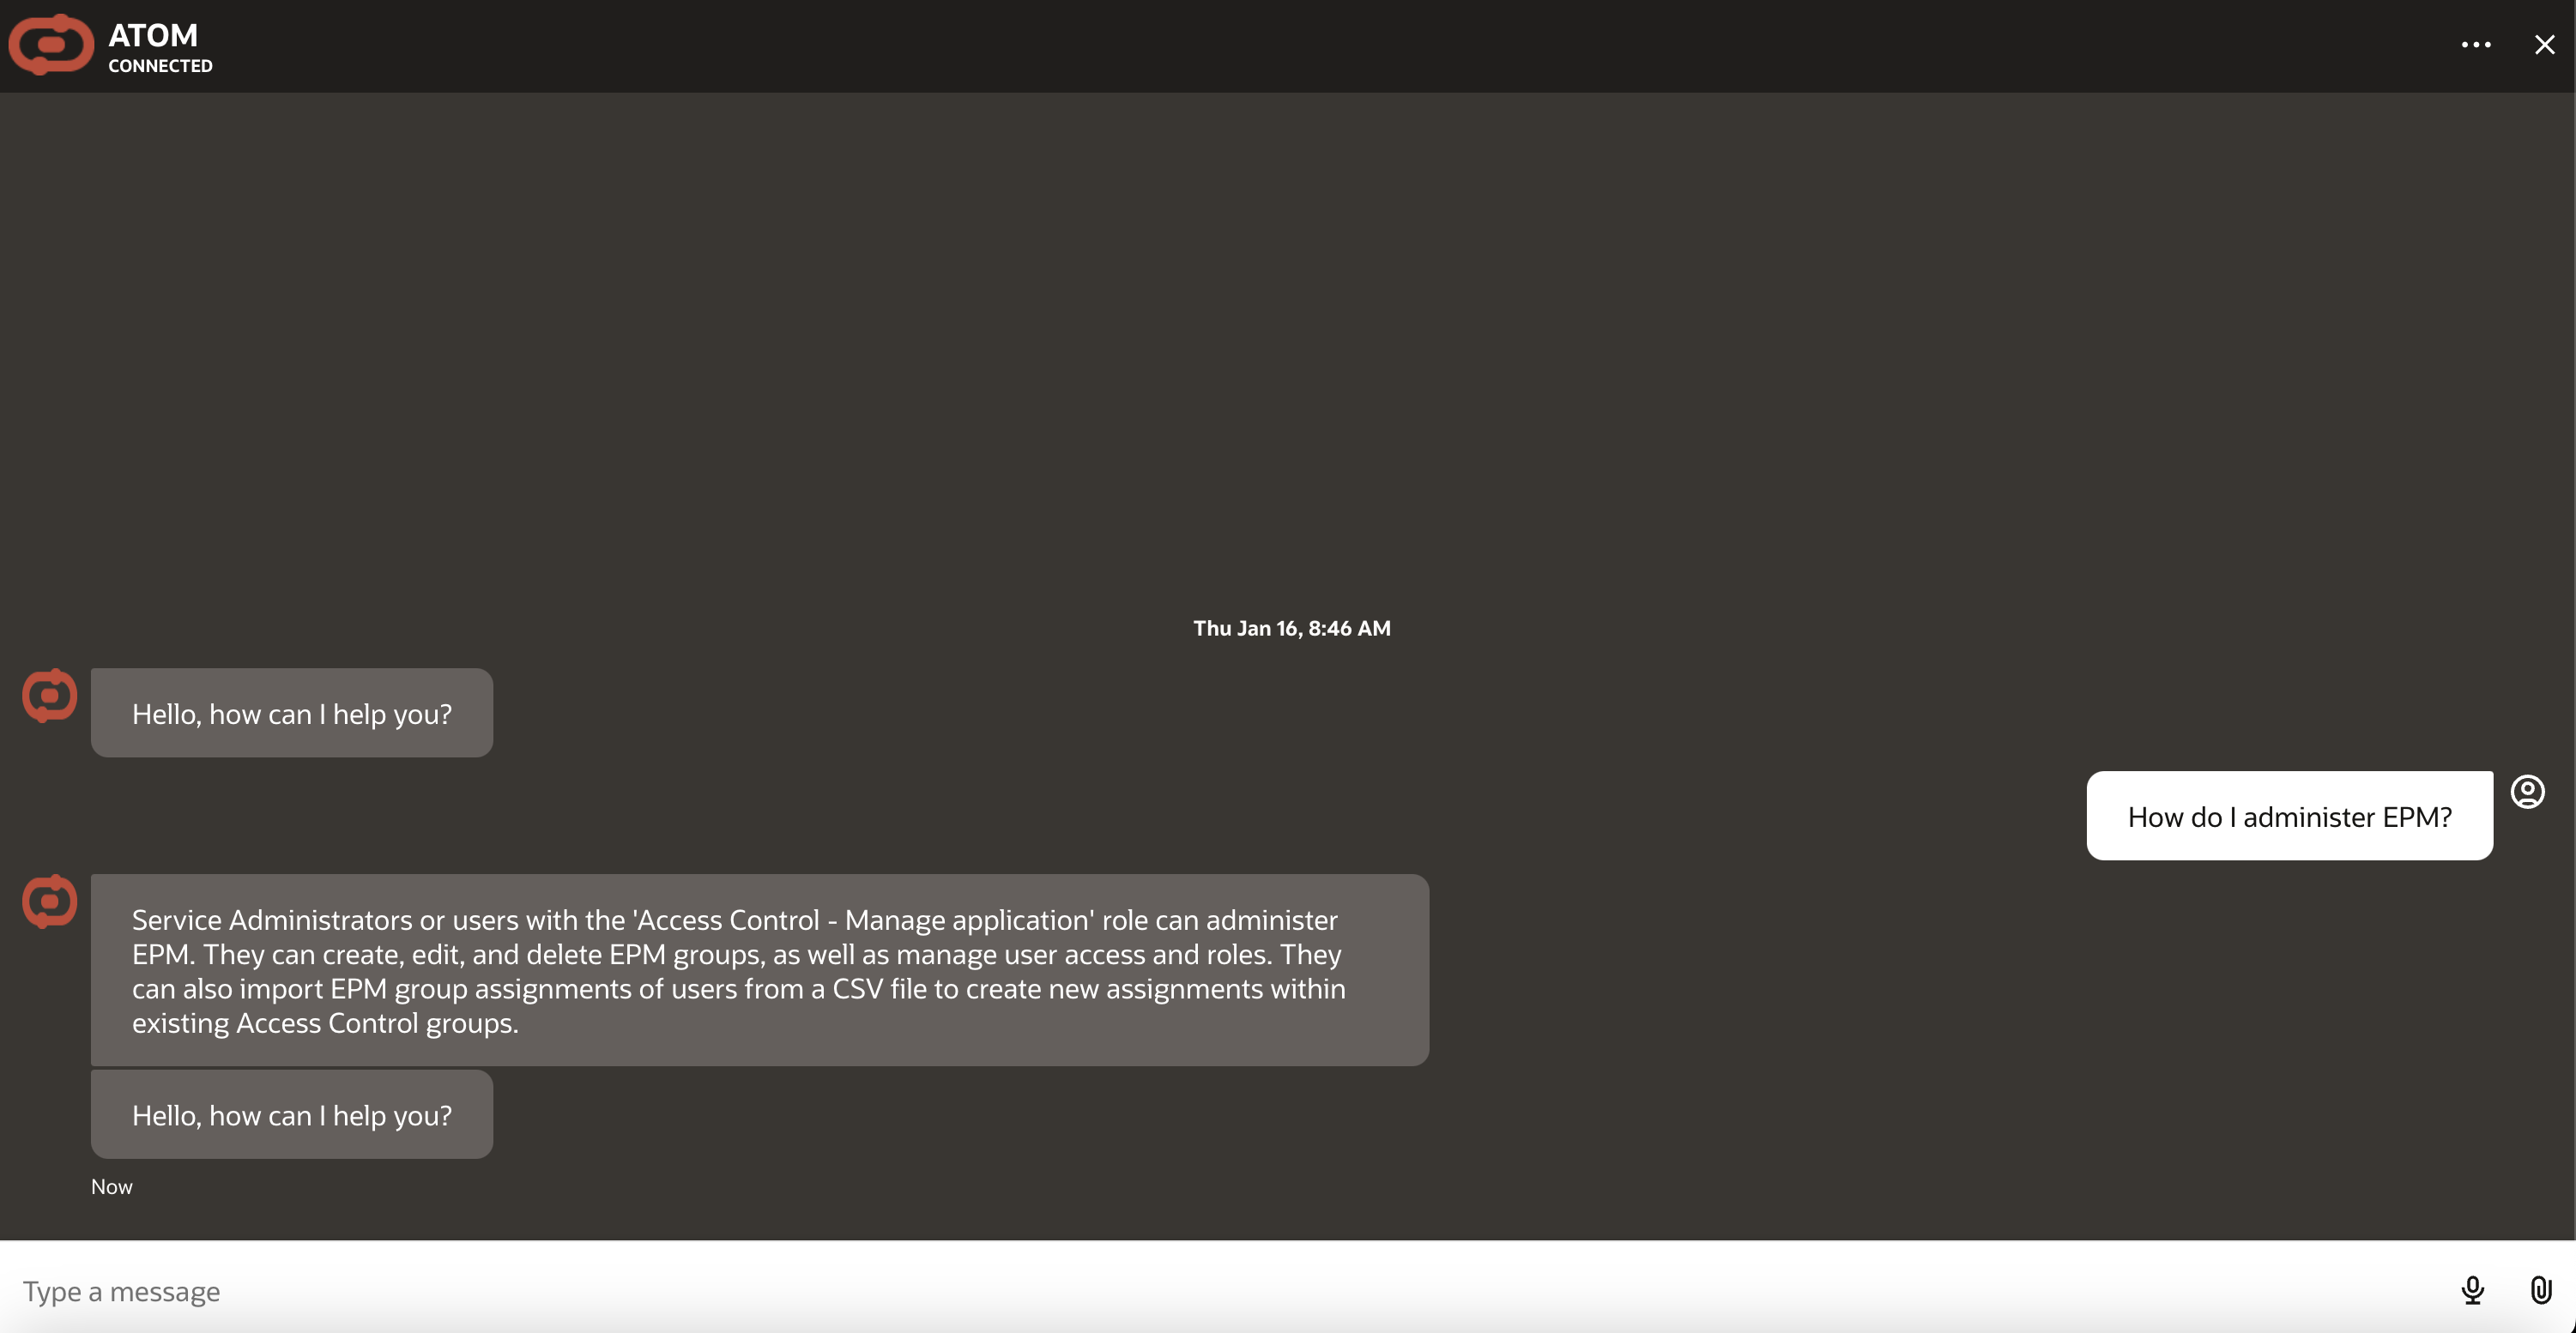 ATOM
CONNECTED
Thu Jan 16, 8:46 AM
Hello, how can I help you?
How do I administer EPM?
Service Administrators or users with the 'Access Control - Manage application' role can administer
EPM. They can create, edit, and delete EPM groups, as well as manage user access and roles. They
can also import EPM group assignments of users from a CSV file to create new assignments within
existing Access Control groups.
Hello, how can I help you?
Now
Type a message